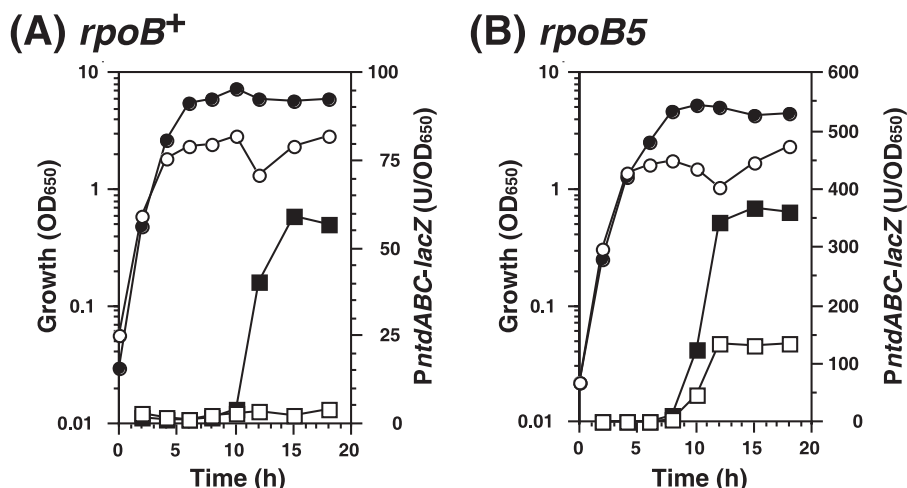 (A) rpoB+
(B) rpoB5
10
1
0.1
0.01
Growth (OD650)
100
75
50
25
0
PntdABC-lacZ (U/OD650)
0 5 10 15 20
Time (h)
10
1
0.1
0.01
Growth (OD650)
600
500
400
300
200
100
0
PntdABC-lacZ (U/OD650)
0 5 10 15 20
Time (h)